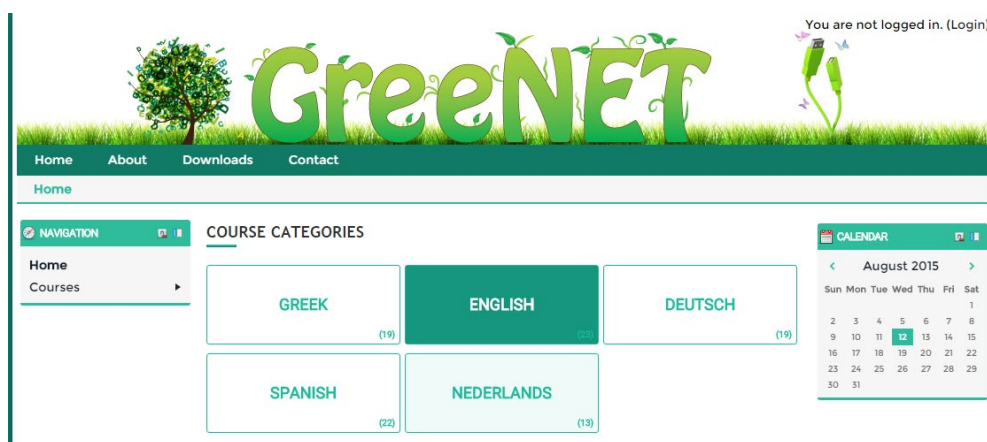 You are not logged in. (Login)
GreeNET
Home About Downloads Contact
Home
NAVIGATION
Home
Courses
COURSE CATEGORIES
GREEK
(19)
ENGLISH
(23)
DEUTSCH
(19)
SPANISH
(22)
NEDERLANDS
(13)
CALENDAR
August 2015
Sun Mon Tue Wed Thu Fri Sat
1
2 3 4 5 6 7 8
9 10 11 12 13 14 15
16 17 18 19 20 21 22
23 24 25 26 27 28 29
30 31